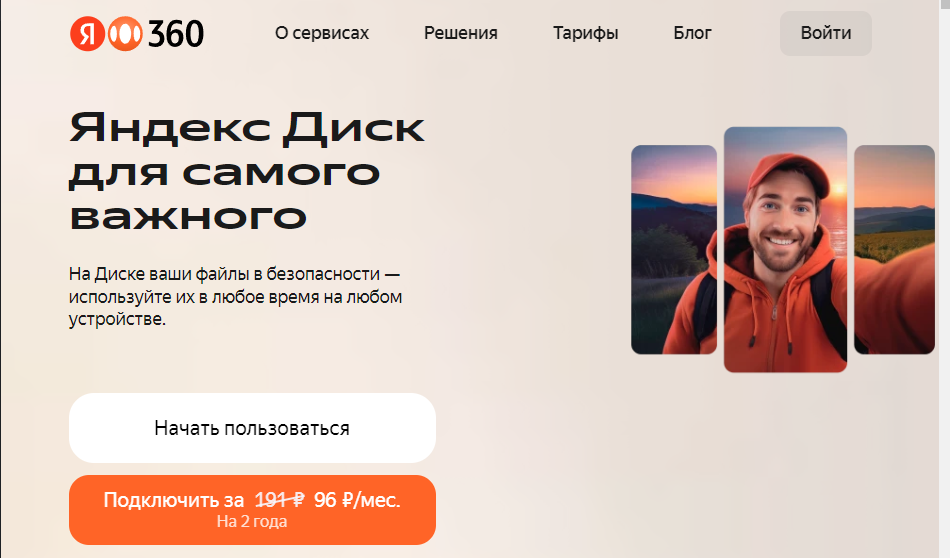 Я 360
О сервисах
Решения
Тарифы
Блог
Войти
Яндекс Диск
для самого
важного
На Диске ваши файлы в безопасности —
используйте их в любое время на любом
устройстве.
Начать пользоваться
Подключить за 191 ₽ 96 ₽/мес.
На 2 года